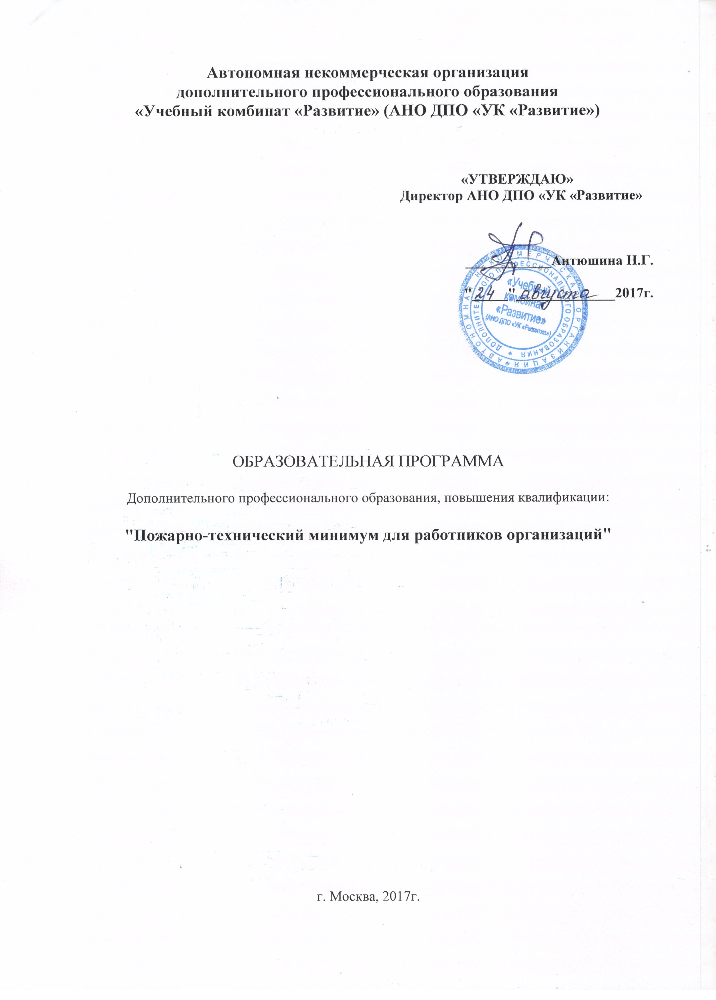 Автономная некоммерческая организация
дополнительного профессионального образования
«Учебный комбинат «Развитие» (АНО ДПО «УК «Развитие»)
«УТВЕРЖДАЮ»
Директор АНО ДПО «УК «Развитие»
Антюшина Н.Г.
"24" августа 2017г.
АВТОНОМНАЯ НЕКОММЕРЧЕСКАЯ ОРГАНИЗАЦИЯ *
ДОПОЛНИТЕЛЬНОГО ПРОФЕССИОНАЛЬНОГО ОБРАЗОВАНИЯ *
«Учебный
комбинат
«Развитие»
(АНО ДПО «УК «Развитие»)
ОБРАЗОВАТЕЛЬНАЯ ПРОГРАММА
Дополнительного профессионального образования, повышения квалификации:
"Пожарно-технический минимум для работников организаций"
г. Москва, 2017г.